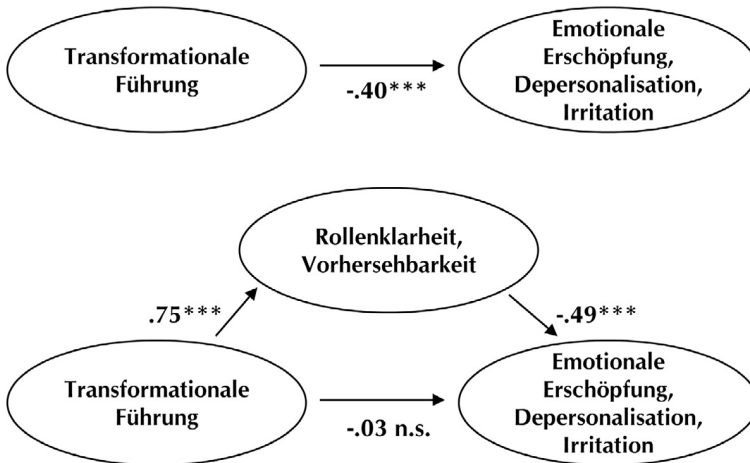 Transformationale
Führung
-.40***
Emotionale
Erschöpfung,
Depersonalisation,
Irritation
Rollenklarheit,
Vorhersehbarkeit
.75***
-.49***
Transformationale
Führung
-.03 n.s.
Emotionale
Erschöpfung,
Depersonalisation,
Irritation